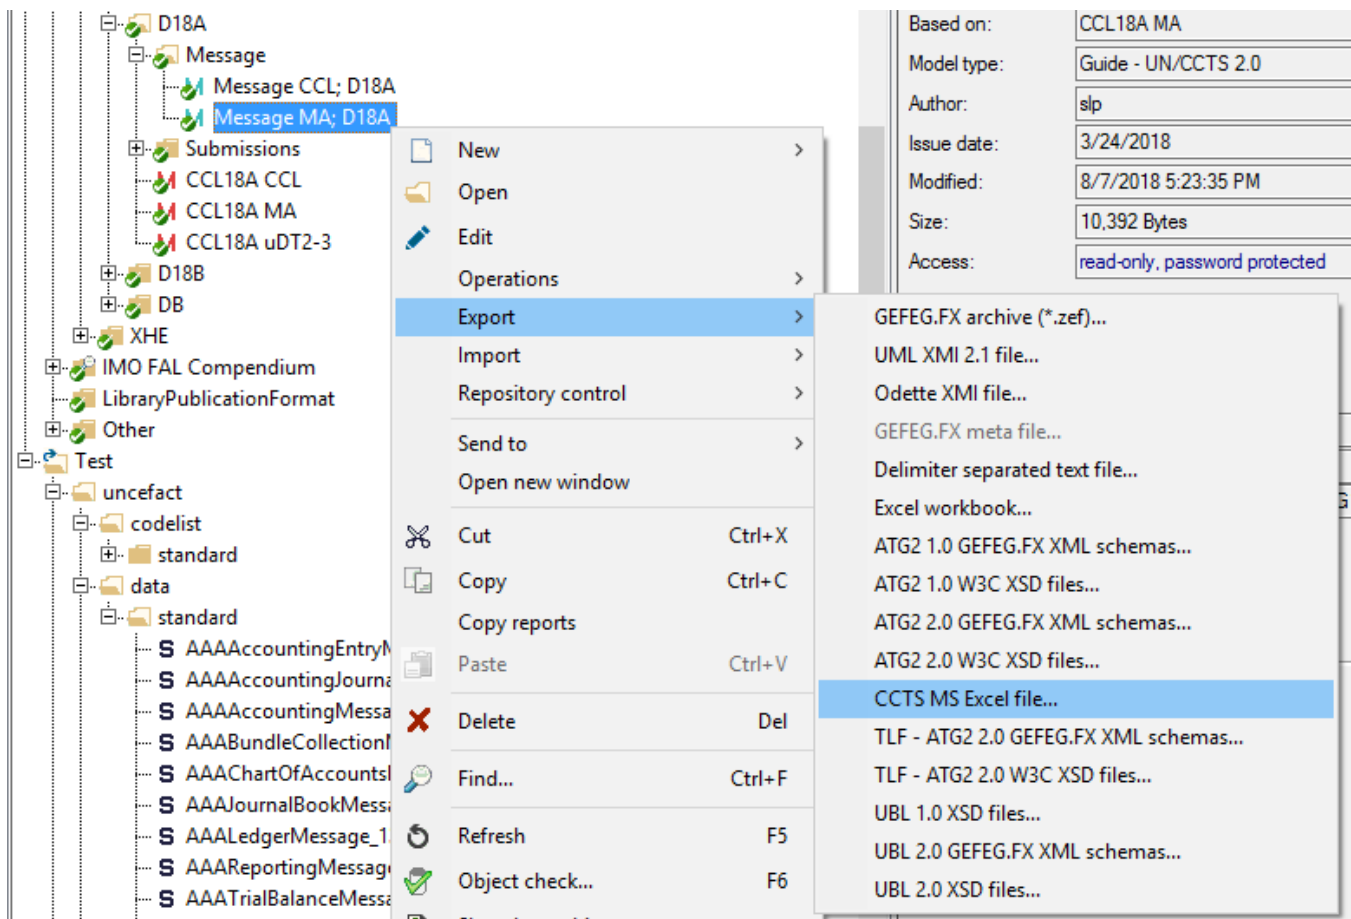 D18A
Message
Message CCL; D18A
Message MA; D18A
Submissions
CCL18A CCL
CCL18A MA
CCL18A uDT2-3
D18B
DB
XHE
IMO FAL Compendium
LibraryPublicationFormat
Other
Test
uncefact
codelist
standard
data
standard
AAAAccountingEntry
AAAAccountingJourna
AAAAccountingMessa
AAABundleCollection
AAAChartOfAccounts
AAAJournalBookMess
AAALedgerMessage_1
AAAReportingMessag
AAATrialBalanceMess
New
Open
Edit
Operations
Export
Import
Repository control
Send to
Open new window
Cut Ctrl+X
Copy Ctrl+C
Copy reports
Paste Ctrl+V
Delete Del
Find... Ctrl+F
Refresh F5
Object check... F6
Based on: CCL18A MA
Model type: Guide - UN/CCTS 2.0
Author: slp
Issue date: 3/24/2018
Modified: 8/7/2018 5:23:35 PM
Size: 10,392 Bytes
Access: read-only, password protected
GEFEG.FX archive (*.zef)...
UML XMI 2.1 file...
Odette XMI file...
GEFEG.FX meta file...
Delimiter separated text file...
Excel workbook...
ATG2 1.0 GEFEG.FX XML schemas...
ATG2 1.0 W3C XSD files...
ATG2 2.0 GEFEG.FX XML schemas...
ATG2 2.0 W3C XSD files...
CCTS MS Excel file...
TLF - ATG2 2.0 GEFEG.FX XML schemas...
TLF - ATG2 2.0 W3C XSD files...
UBL 1.0 XSD files...
UBL 2.0 GEFEG.FX XML schemas...
UBL 2.0 XSD files...